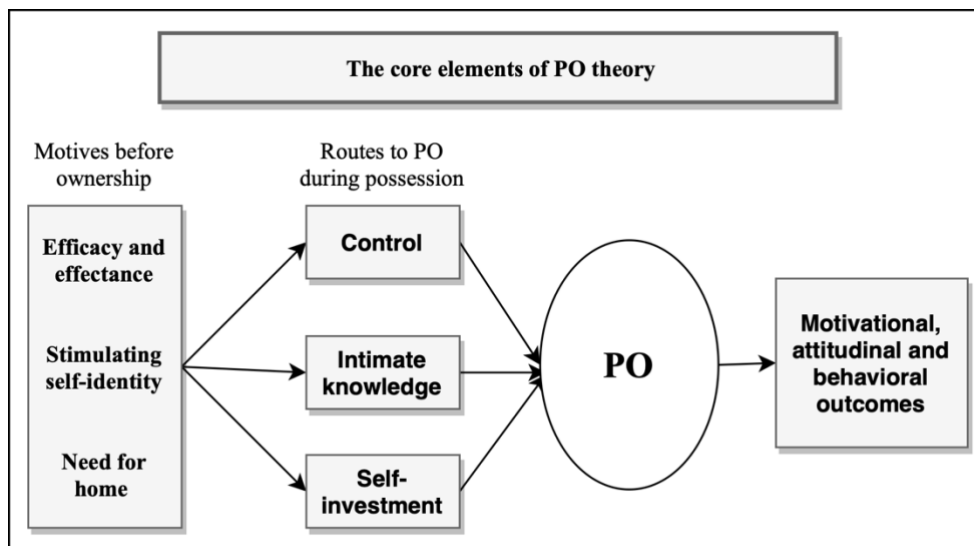 The core elements of PO theory
Motives before
ownership
Routes to PO
during possession
Efficacy and
effectance
Stimulating
self-identity
Need for
home
Control
Intimate
knowledge
Self-
investment
PO
Motivational,
attitudinal and
behavioral
outcomes